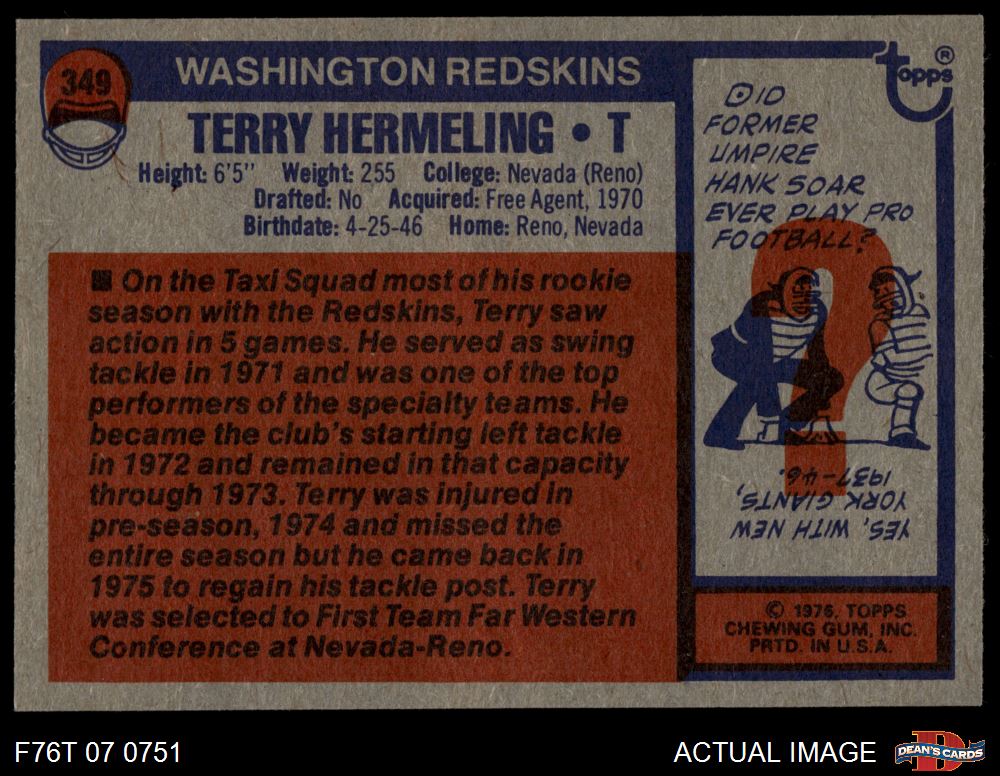 349
WASHINGTON REDSKINS
TERRY HERMELING • T
Height: 6'5" Weight: 255 College: Nevada (Reno)
Drafted: No Acquired: Free Agent, 1970
Birthdate: 4-25-46 Home: Reno, Nevada
■ On the Taxi Squad most of his rookie
season with the Redskins, Terry saw
action in 5 games. He served as swing
tackle in 1971 and was one of the top
performers of the specialty teams. He
became the club's starting left tackle
in 1972 and remained in that capacity
through 1973. Terry was injured in
pre-season, 1974 and missed the
entire season but he came back in
1975 to regain his tackle post. Terry
was selected to First Team Far Western
Conference at Nevada-Reno.
topps®
DID
FORMER
UMPIRE
HANK SOAR
EVER PLAY PRO
FOOTBALL?
?
YES, WITH NEW
YORK GIANTS,
1937-46.
© 1976, TOPPS
CHEWING GUM, INC.
PRTD. IN U.S.A.
F76T 07 0751
ACTUAL IMAGE
D
DEAN'S CARDS